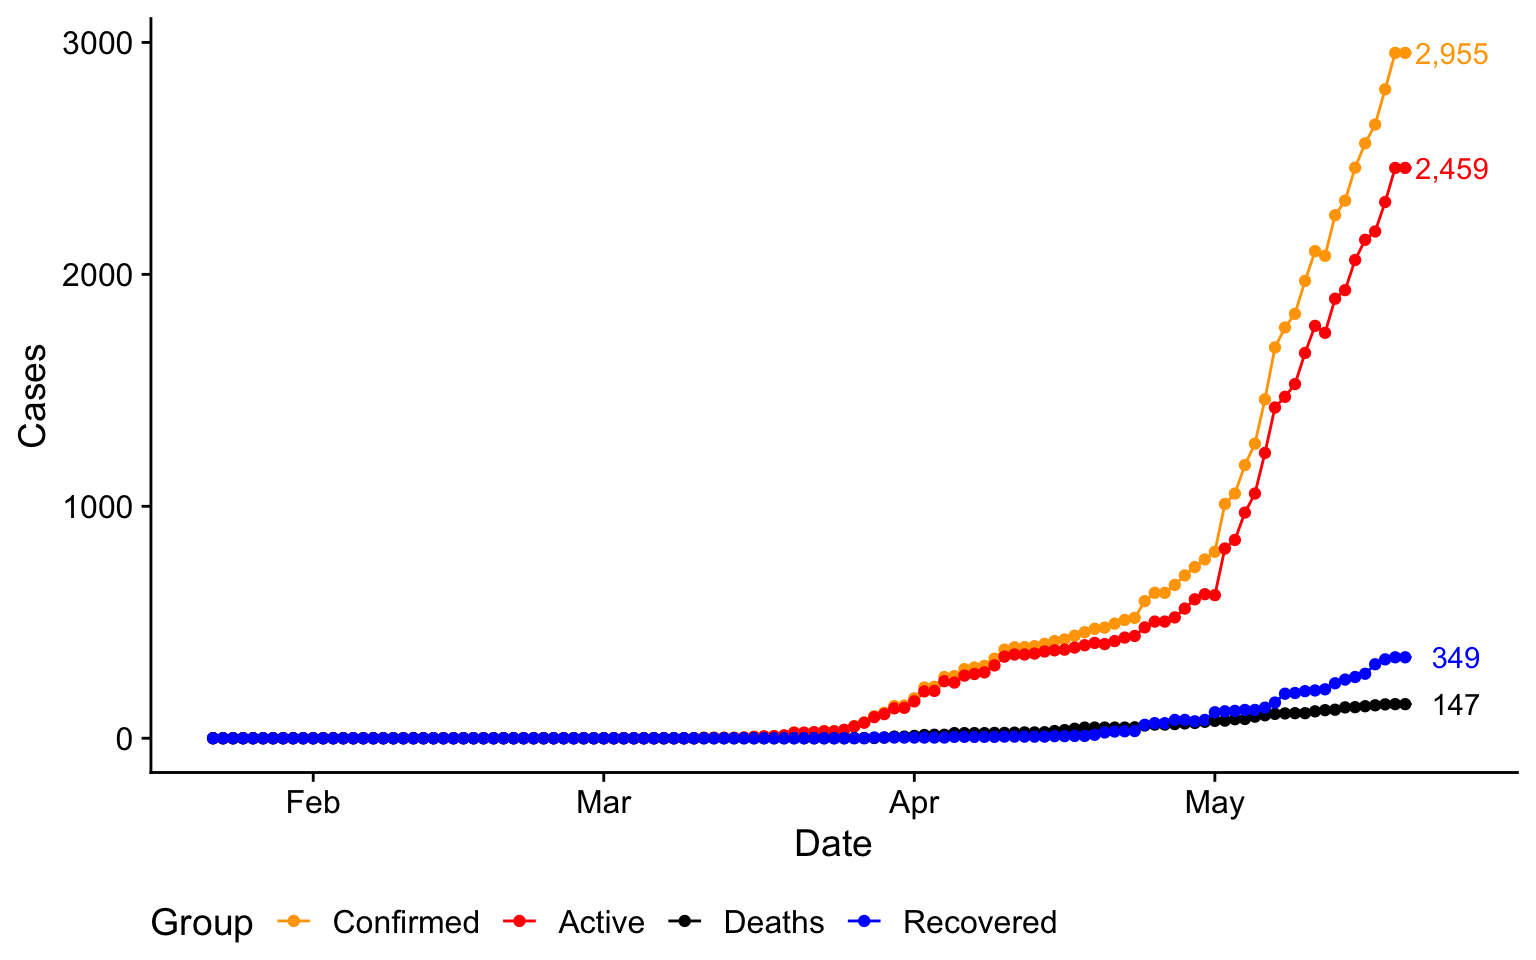 3000
2000
1000
0
Cases
2,955
2,459
349
147
Feb Mar Apr May
Date
Group Confirmed Active Deaths Recovered